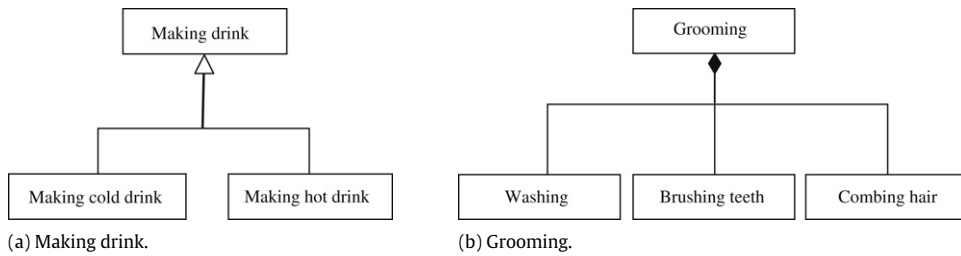 Making drink
Grooming
Making cold drink
Making hot drink
Washing
Brushing teeth
Combing hair
(a) Making drink.
(b) Grooming.